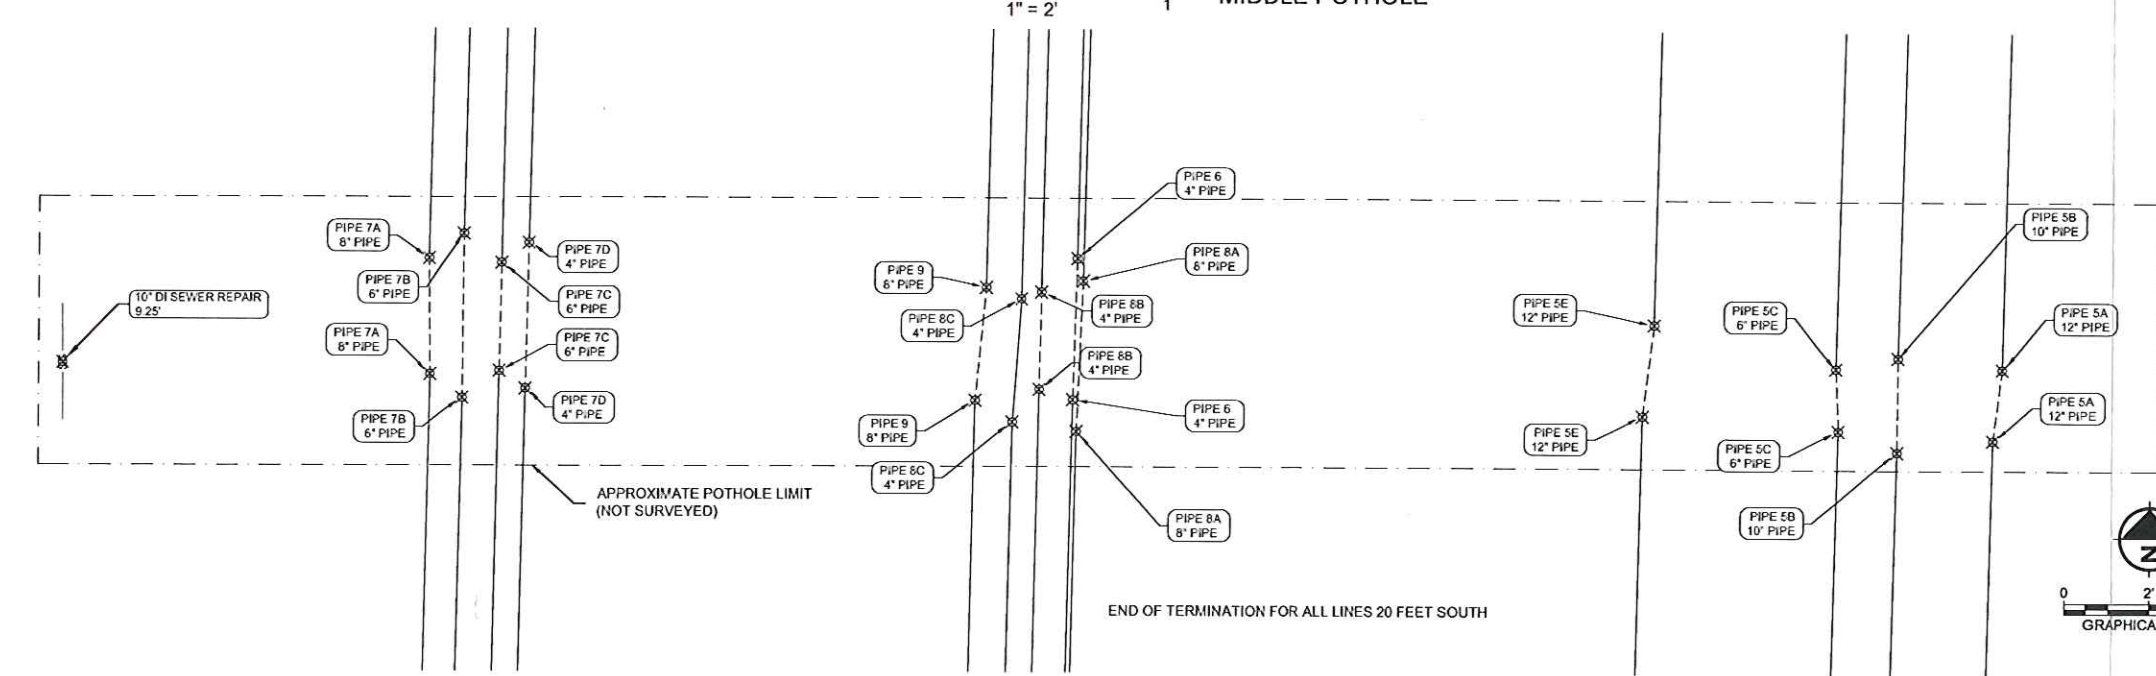 1" = 2'
1
MIDDLE POTHOLE
PIPE 6
4" PIPE
PIPE 7A
8" PIPE
PIPE 7D
4" PIPE
PIPE 5B
10" PIPE
PIPE 8A
8" PIPE
PIPE 7B
6" PIPE
PIPE 9
8" PIPE
PIPE 7C
6" PIPE
10" DI SEWER REPAIR
9.25'
PIPE 8C
4" PIPE
PIPE 8B
4" PIPE
PIPE 5E
12" PIPE
PIPE 5C
6" PIPE
PIPE 5A
12" PIPE
PIPE 7A
8" PIPE
PIPE 7C
6" PIPE
PIPE 8B
4" PIPE
PIPE 7D
4" PIPE
PIPE 6
4" PIPE
PIPE 5A
12" PIPE
PIPE 7B
6" PIPE
PIPE 9
8" PIPE
PIPE 5E
12" PIPE
PIPE 5C
6" PIPE
PIPE 8C
4" PIPE
APPROXIMATE POTHOLE LIMIT
(NOT SURVEYED)
PIPE 8A
8" PIPE
PIPE 5B
10" PIPE
N
0 2'
GRAPHICA
END OF TERMINATION FOR ALL LINES 20 FEET SOUTH